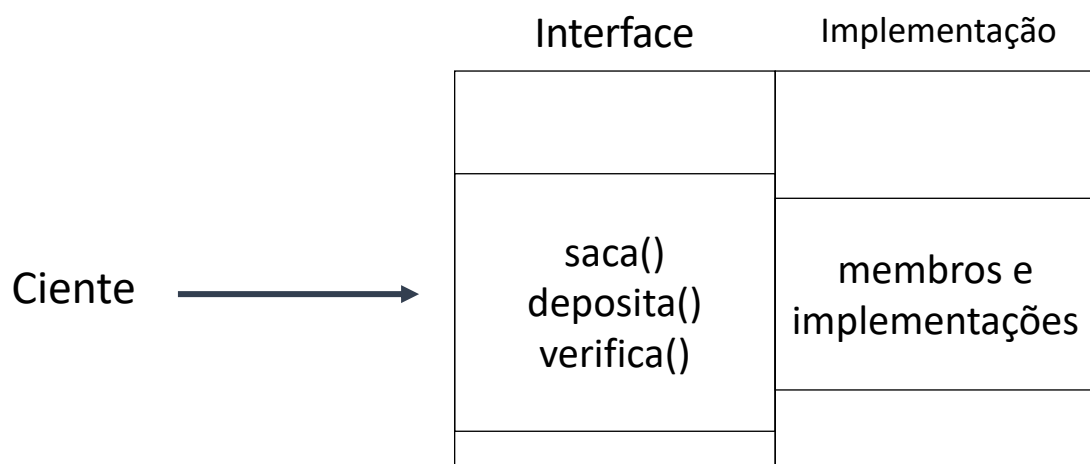 Interface
Implementação
Ciente
saca()
deposita()
verifica()
membros e
implementações